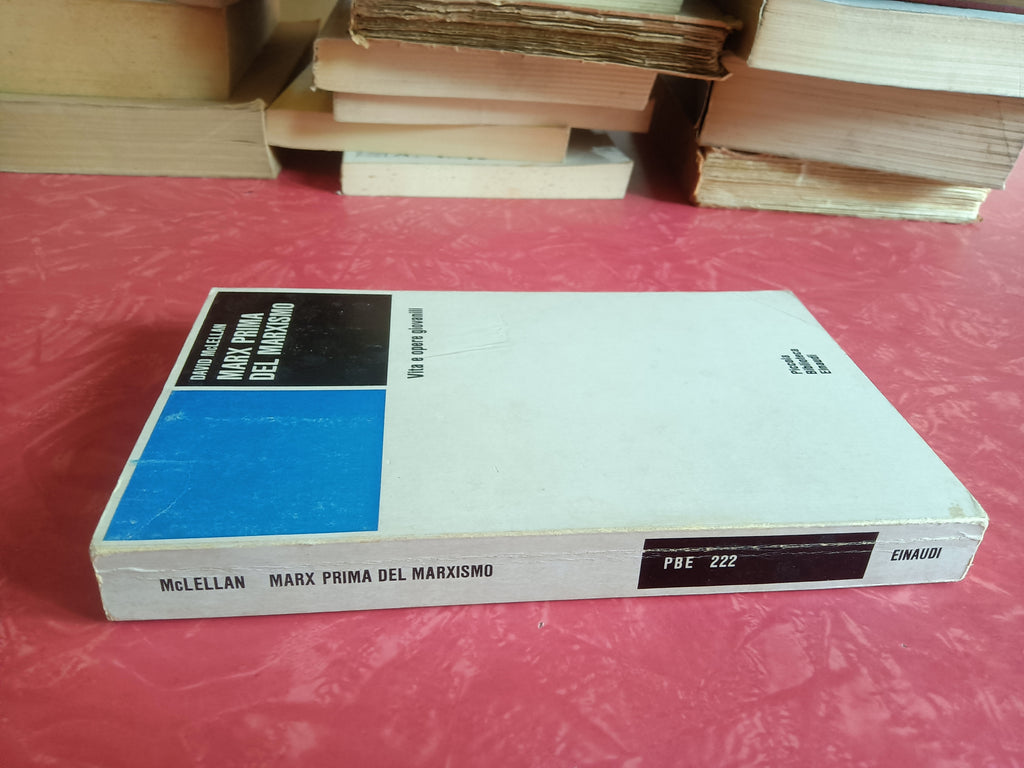 DAVID McLELLAN
MARX PRIMA
DEL MARXISMO
Vita e opere giovanili
Piccola
Biblioteca
Einaudi
McLELLAN MARX PRIMA DEL MARXISMO PBE 222 EINAUDI